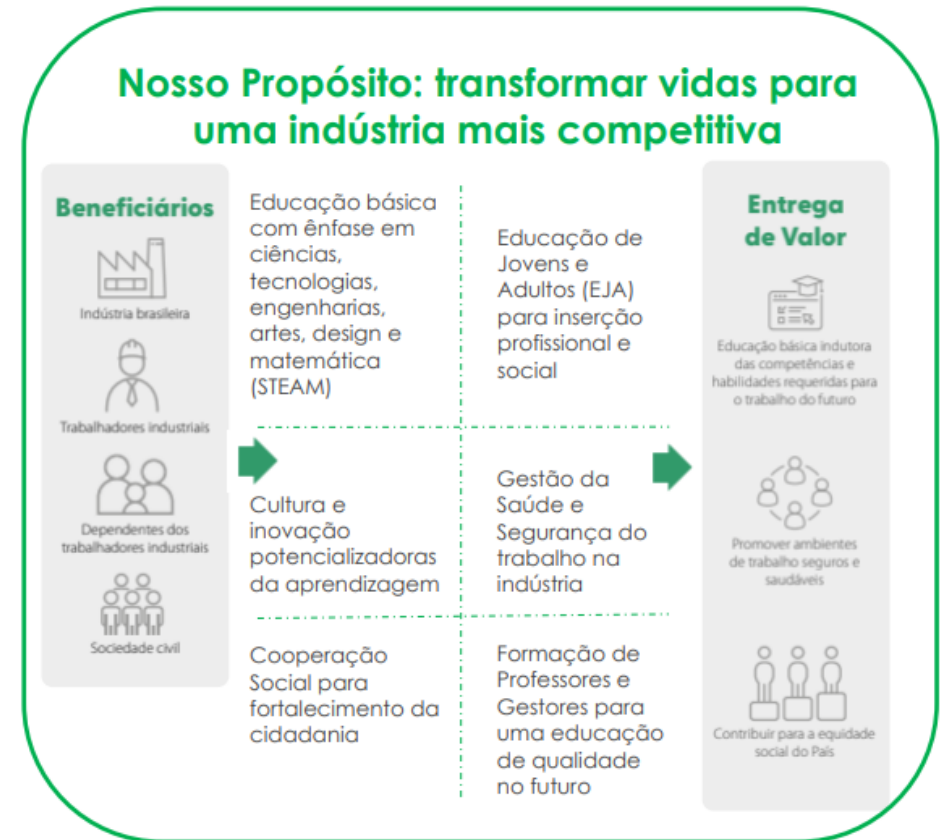 Nosso Propósito: transformar vidas para
uma indústria mais competitiva
Beneficiários
Indústria brasileira
Trabalhadores industriais
Dependentes dos
trabalhadores industriais
Sociedade civil
Educação básica
com ênfase em
ciências,
tecnologias,
engenharias,
artes, design e
matemática
(STEAM)
Educação de
Jovens e
Adultos (EJA)
para inserção
profissional e
social
Cultura e
inovação
potencializadoras
da aprendizagem
Gestão da
Saúde e
Segurança do
trabalho na
indústria
Cooperação
Social para
fortalecimento da
cidadania
Formação de
Professores e
Gestores para
uma educação
de qualidade
no futuro
Entrega
de Valor
Educação básica indutora
das competências e
habilidades requeridas para
o trabalho do futuro
Promover ambientes
de trabalho seguros e
saudáveis
Contribuir para a equidade
social do País